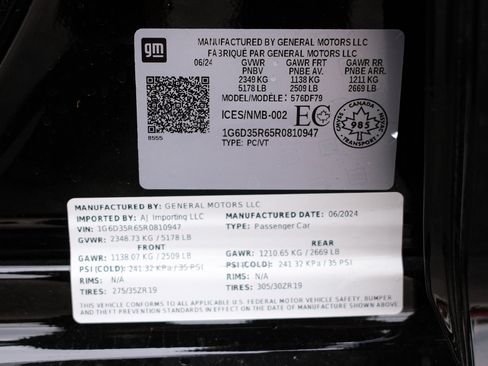 gm
MANUFACTURED BY GENERAL MOTORS LLC
FABRIQUÉ PAR GENERAL MOTORS LLC
06/24 GVWR GAWR FRT GAWR RR
PNBV PNBE AV. PNBE ARR.
2349 KG 1138 KG 1211 KG
5178 LB 2509 LB 2669 LB
MODEL/MODÈLE: 576DF79
ICES/NMB-002 EC
CANADA
985
TRANSPORT
1G6D35R65R0810947
TYPE: PC/VT
MANUFACTURED BY: GENERAL MOTORS LLC
IMPORTED BY: AJ Importing LLC MANUFACTURED: 06/2024
VIN: 1G6D35R65R0810947 TYPE: Passenger Car
GVWR: 2348.73 KG / 5178 LB
FRONT REAR
GAWR: 1138.07 KG / 2509 LB GAWR: 1210.65 KG / 2669 LB
PSI (COLD): 241.32 KPa / 35 PSI PSI (COLD): 241.32 KPa / 35 PSI
RIMS: N/A RIMS: N/A
TIRES: 275/35ZR19 TIRES: 305/30ZR19
THIS VEHICLE CONFORMS TO ALL APPLICABLE U.S. FEDERAL MOTOR VEHICLE SAFETY, BUMPER
AND THEFT PREVENTION STANDARDS IN EFFECT ON THE DATE OF MANUFACTURE SHOWN ABOVE.